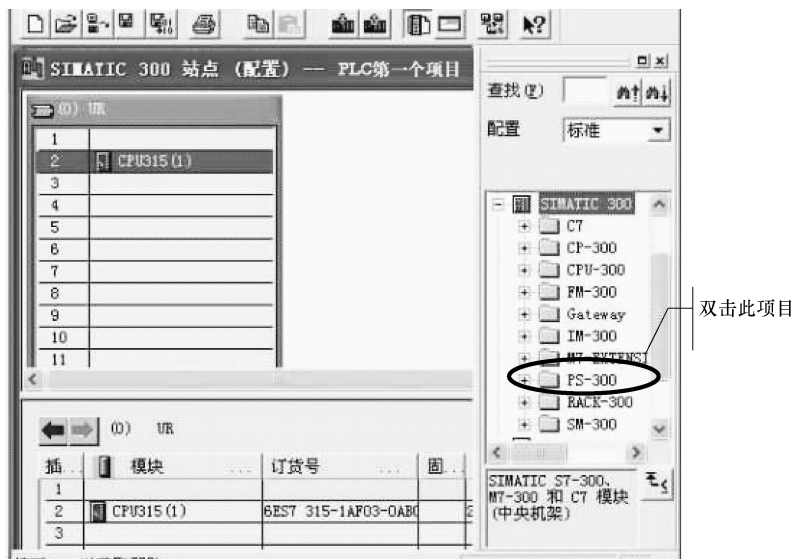 SIMATIC 300 站点 (配置) -- PLC第一个项目
(0) UR
1
2 CPU315(1)
3
4
5
6
7
8
9
10
11
(0) UR
插... 模块 ... 订货号 ... 固...
1
2 CPU315(1) 6ES7 315-1AF03-0AB0 2
3
查找(F)
配置 标准
SIMATIC 300
C7
CP-300
CPU-300
FM-300
Gateway
IM-300
M7-EXTENSI
PS-300
RACK-300
SM-300
SIMATIC S7-300、
M7-300 和 C7 模块
(中央机架)
双击此项目